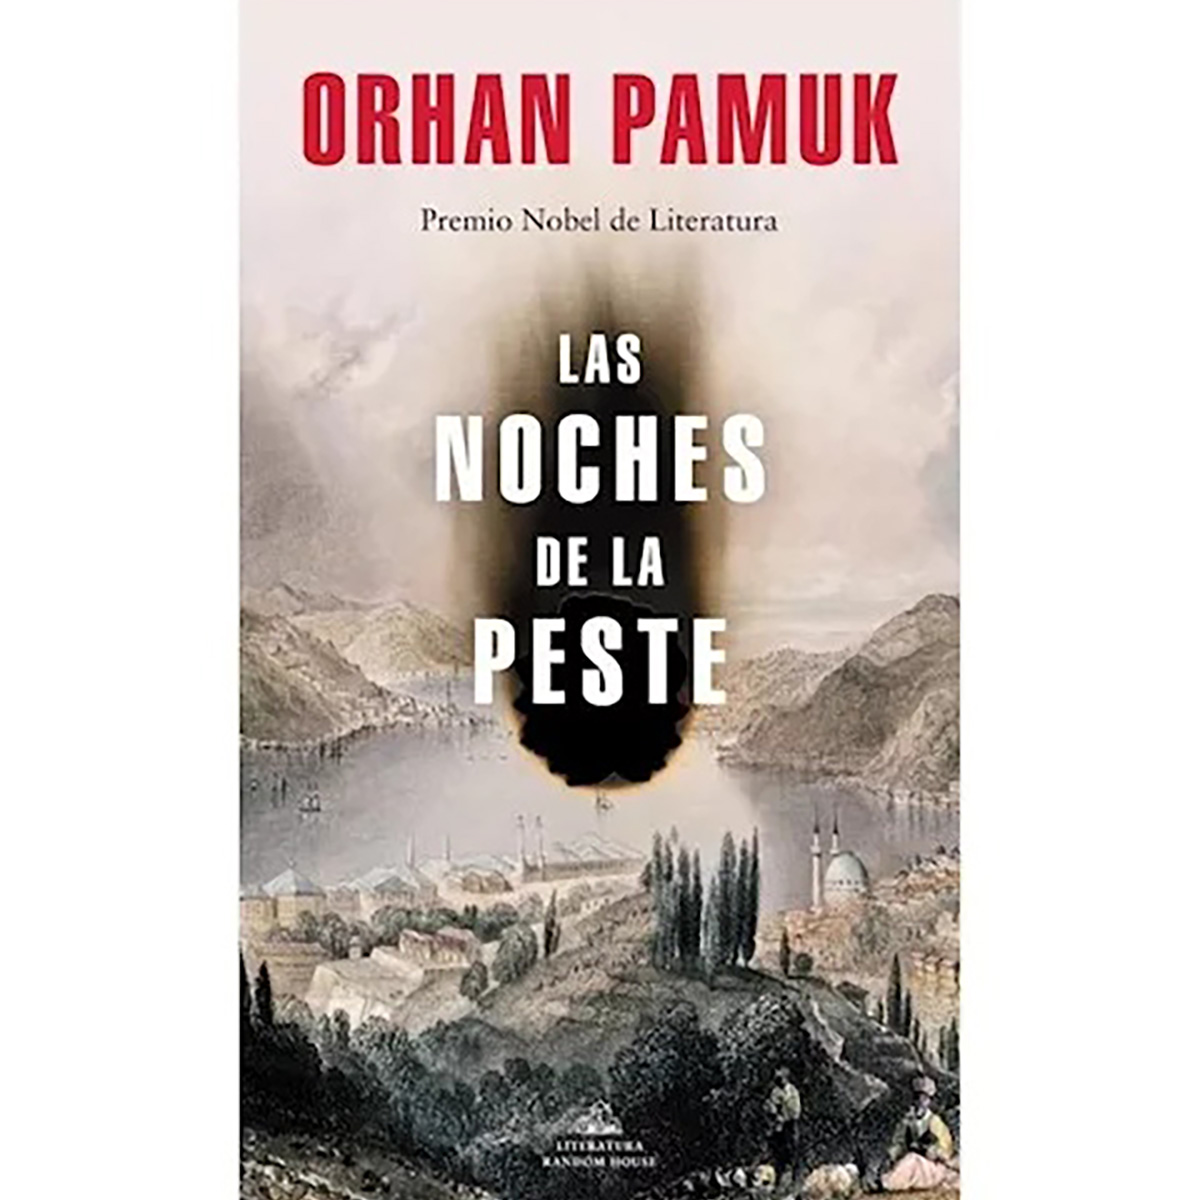 ORHAN PAMUK
Premio Nobel de Literatura
LAS
NOCHES
DE LA
PESTE
LITERATURA
RANDOM HOUSE